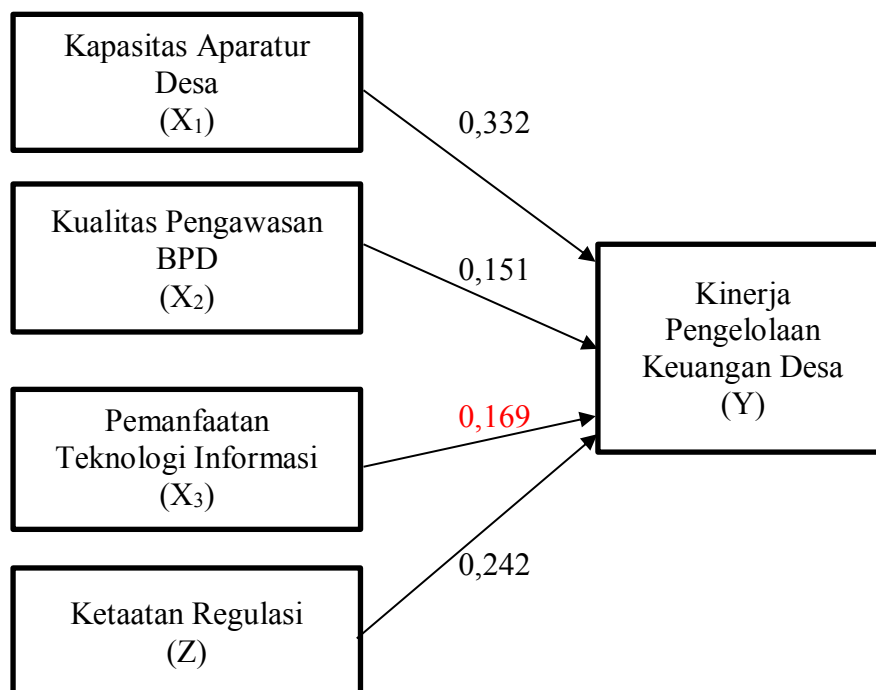 Kapasitas Aparatur
Desa
(X₁)
0,332
Kualitas Pengawasan
BPD
(X₂)
0,151
Kinerja
Pengelolaan
Keuangan Desa
(Y)
Pemanfaatan
Teknologi Informasi
(X₃)
0,169
0,242
Ketaatan Regulasi
(Z)